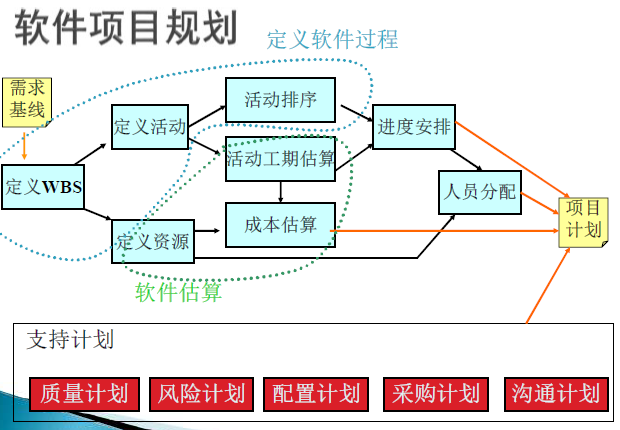 软件项目规划
定义软件过程
需求
基线
活动排序
定义活动
进度安排
活动工期估算
定义WBS
人员分配
项目
计划
成本估算
定义资源
软件估算
支持计划
质量计划
风险计划
配置计划
采购计划
沟通计划